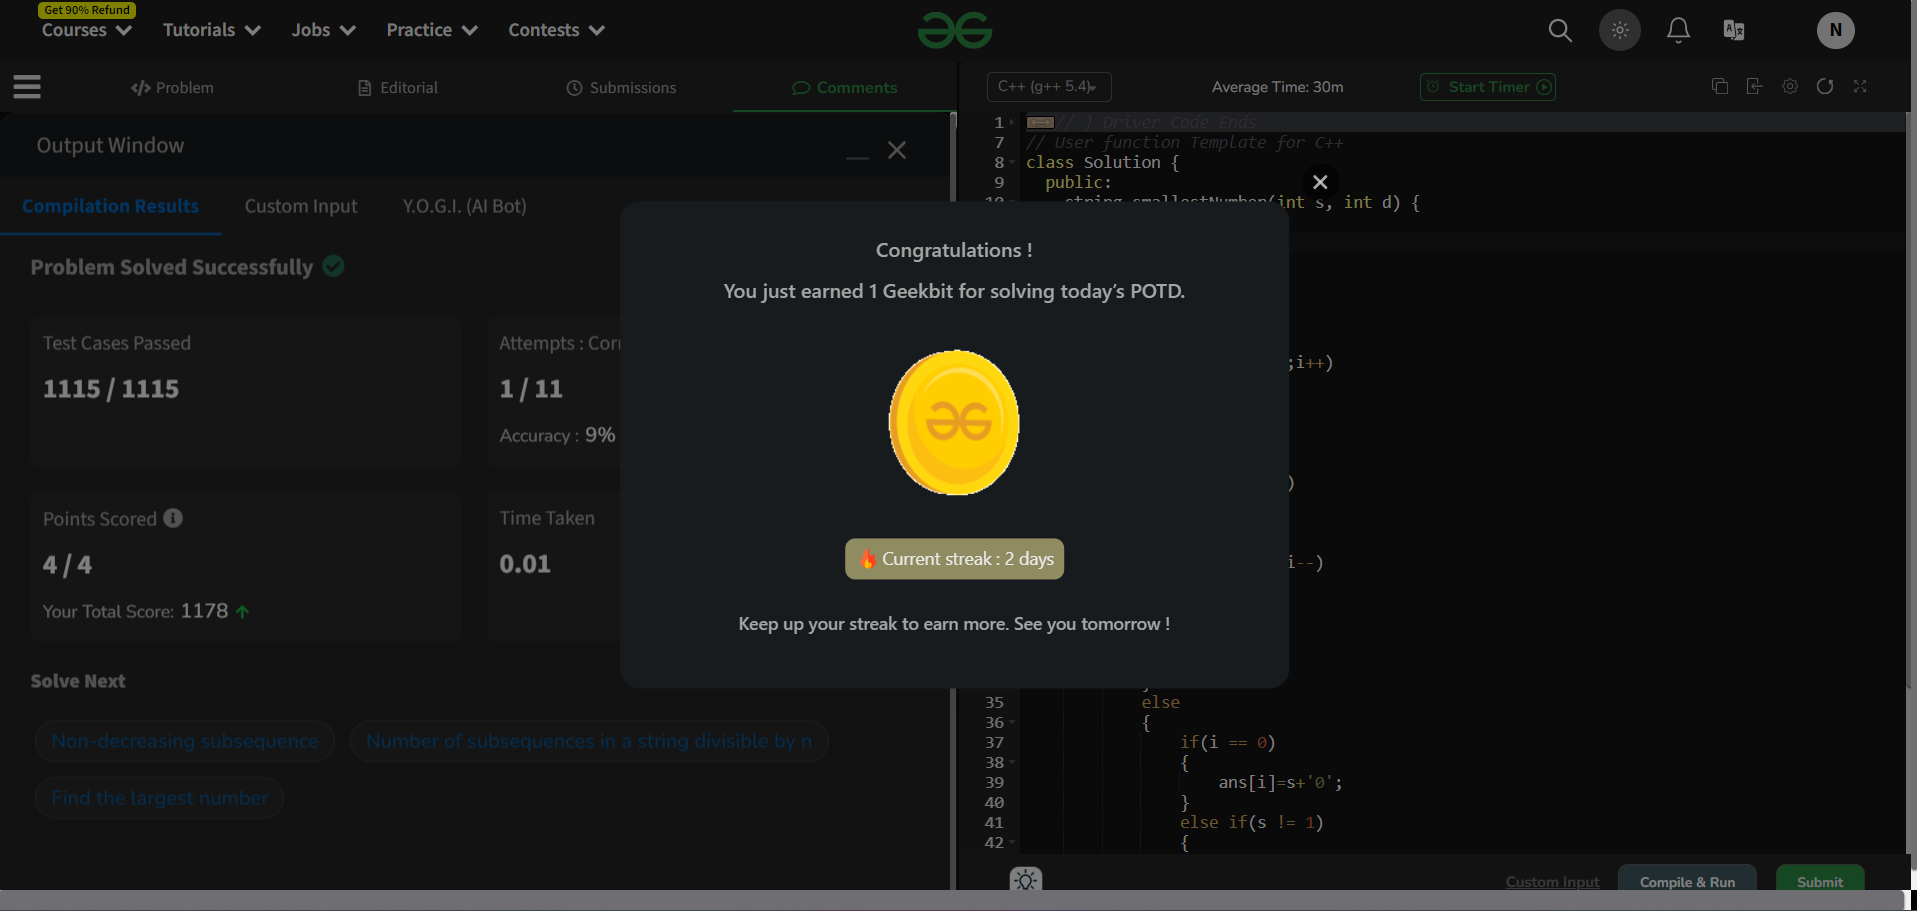 Get 90% Refund
Courses Tutorials Jobs Practice Contests
N
</> Problem Editorial Submissions Comments
C++ (g++ 5.4) Average Time: 30m Start Timer
Output Window
Compilation Results Custom Input Y.O.G.I. (AI Bot)
Problem Solved Successfully
Test Cases Passed
1115 / 1115
Attempts : Corr
1 / 11
Accuracy : 9%
Points Scored
4 / 4
Your Total Score: 1178
Time Taken
0.01
Solve Next
Non-decreasing subsequence
Number of subsequences in a string divisible by n
Find the largest number
Congratulations !
You just earned 1 Geekbit for solving today's POTD.
Current streak : 2 days
Keep up your streak to earn more. See you tomorrow !
1 // } Driver Code Ends
7 // User function Template for C++
8 class Solution {
9 public:
10 string smallestNumber(int s, int d) {
;i++)
)
i--)
}
35 else
36 {
37 if(i == 0)
38 {
39 ans[i]=s+'0';
40 }
41 else if(s != 1)
42 {
Custom Input Compile & Run Submit